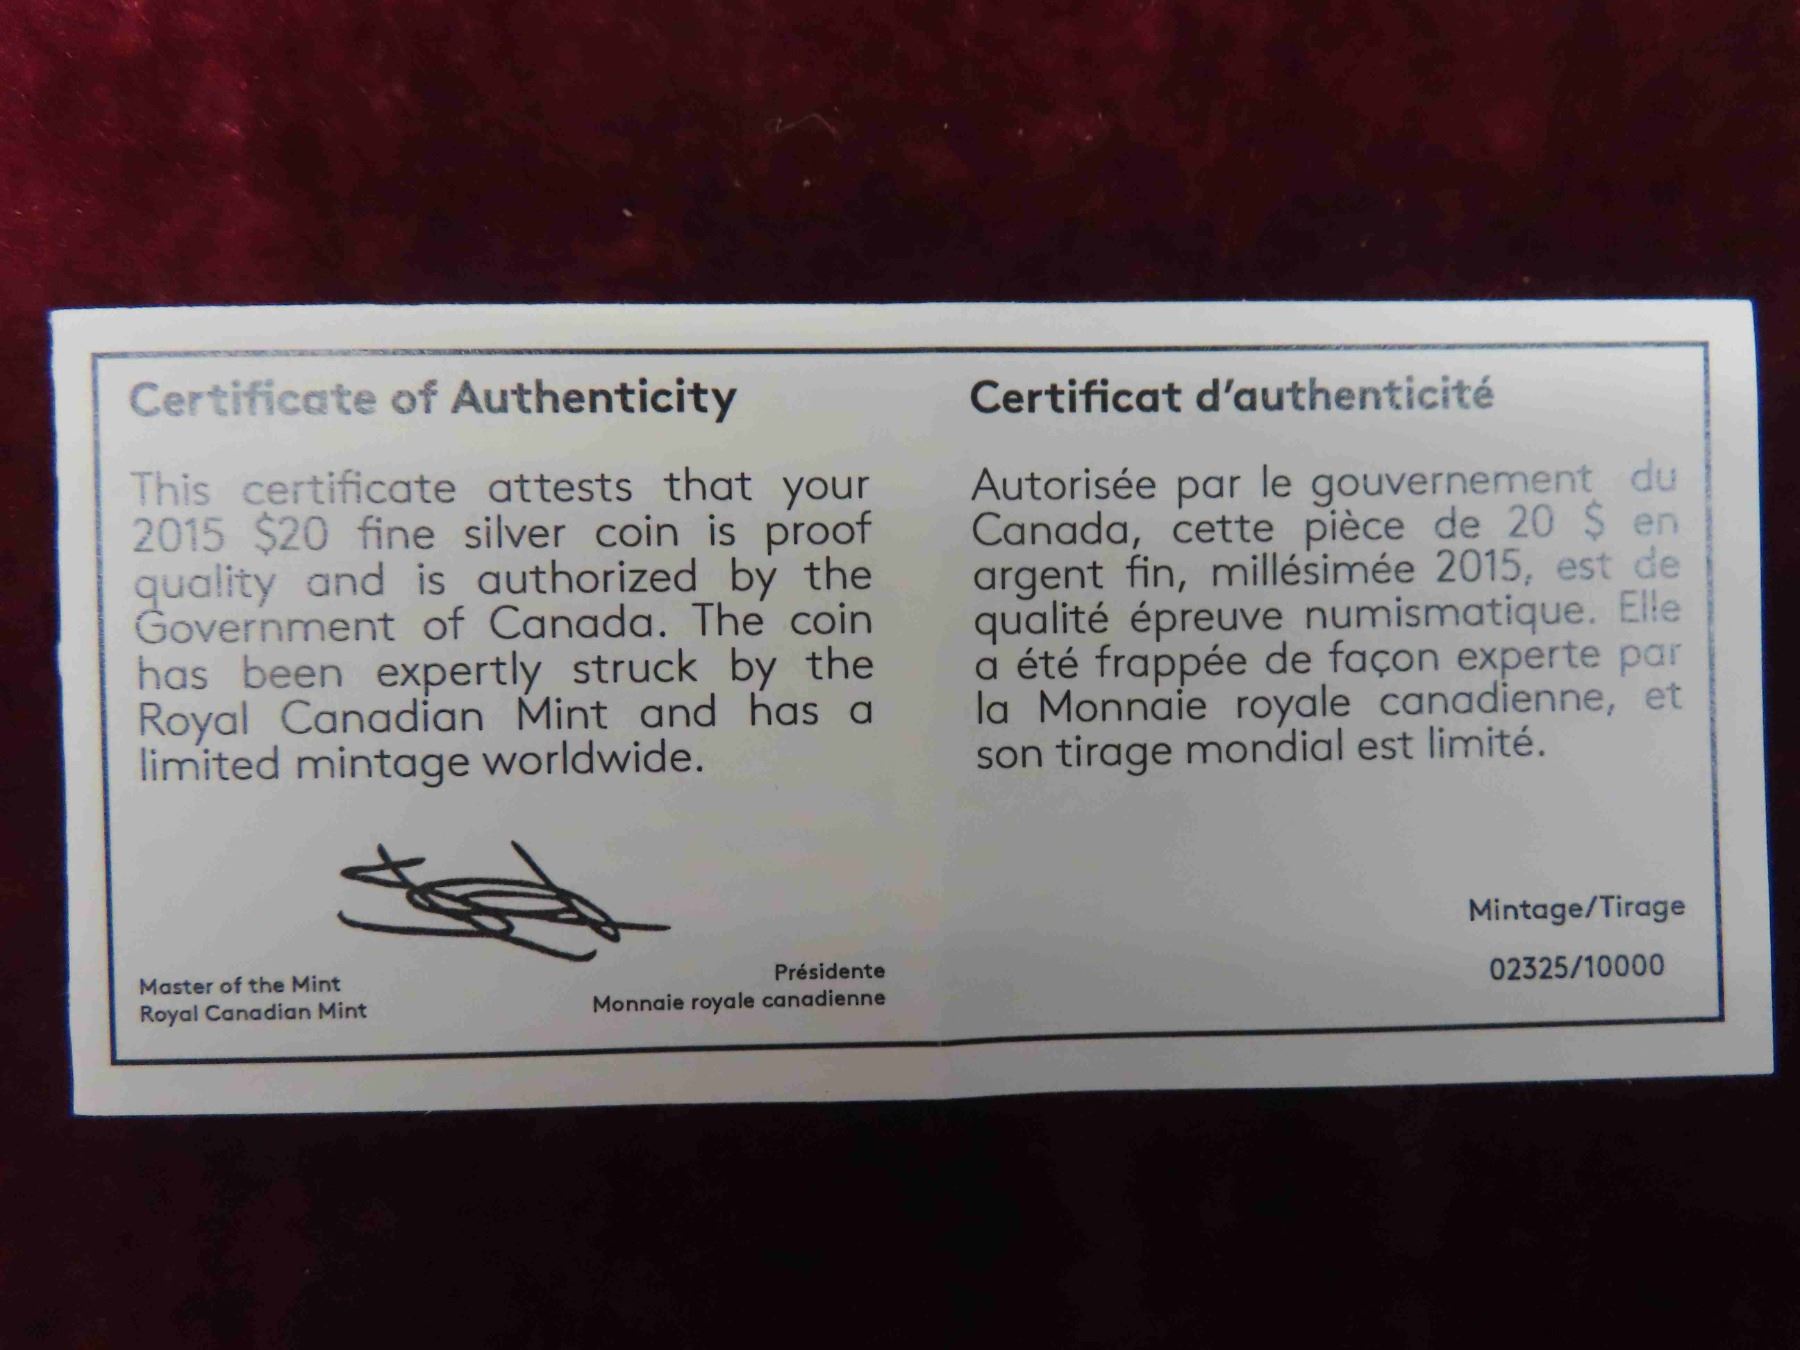 Certificate of Authenticity
This certificate attests that your
2015 $20 fine silver coin is proof
quality and is authorized by the
Government of Canada. The coin
has been expertly struck by the
Royal Canadian Mint and has a
limited mintage worldwide.
Master of the Mint
Royal Canadian Mint
Présidente
Monnaie royale canadienne
Certificat d'authenticité
Autorisée par le gouvernement du
Canada, cette pièce de 20 $ en
argent fin, millésimée 2015, est de
qualité épreuve numismatique. Elle
a été frappée de façon experte par
la Monnaie royale canadienne, et
son tirage mondial est limité.
Mintage/Tirage
02325/10000